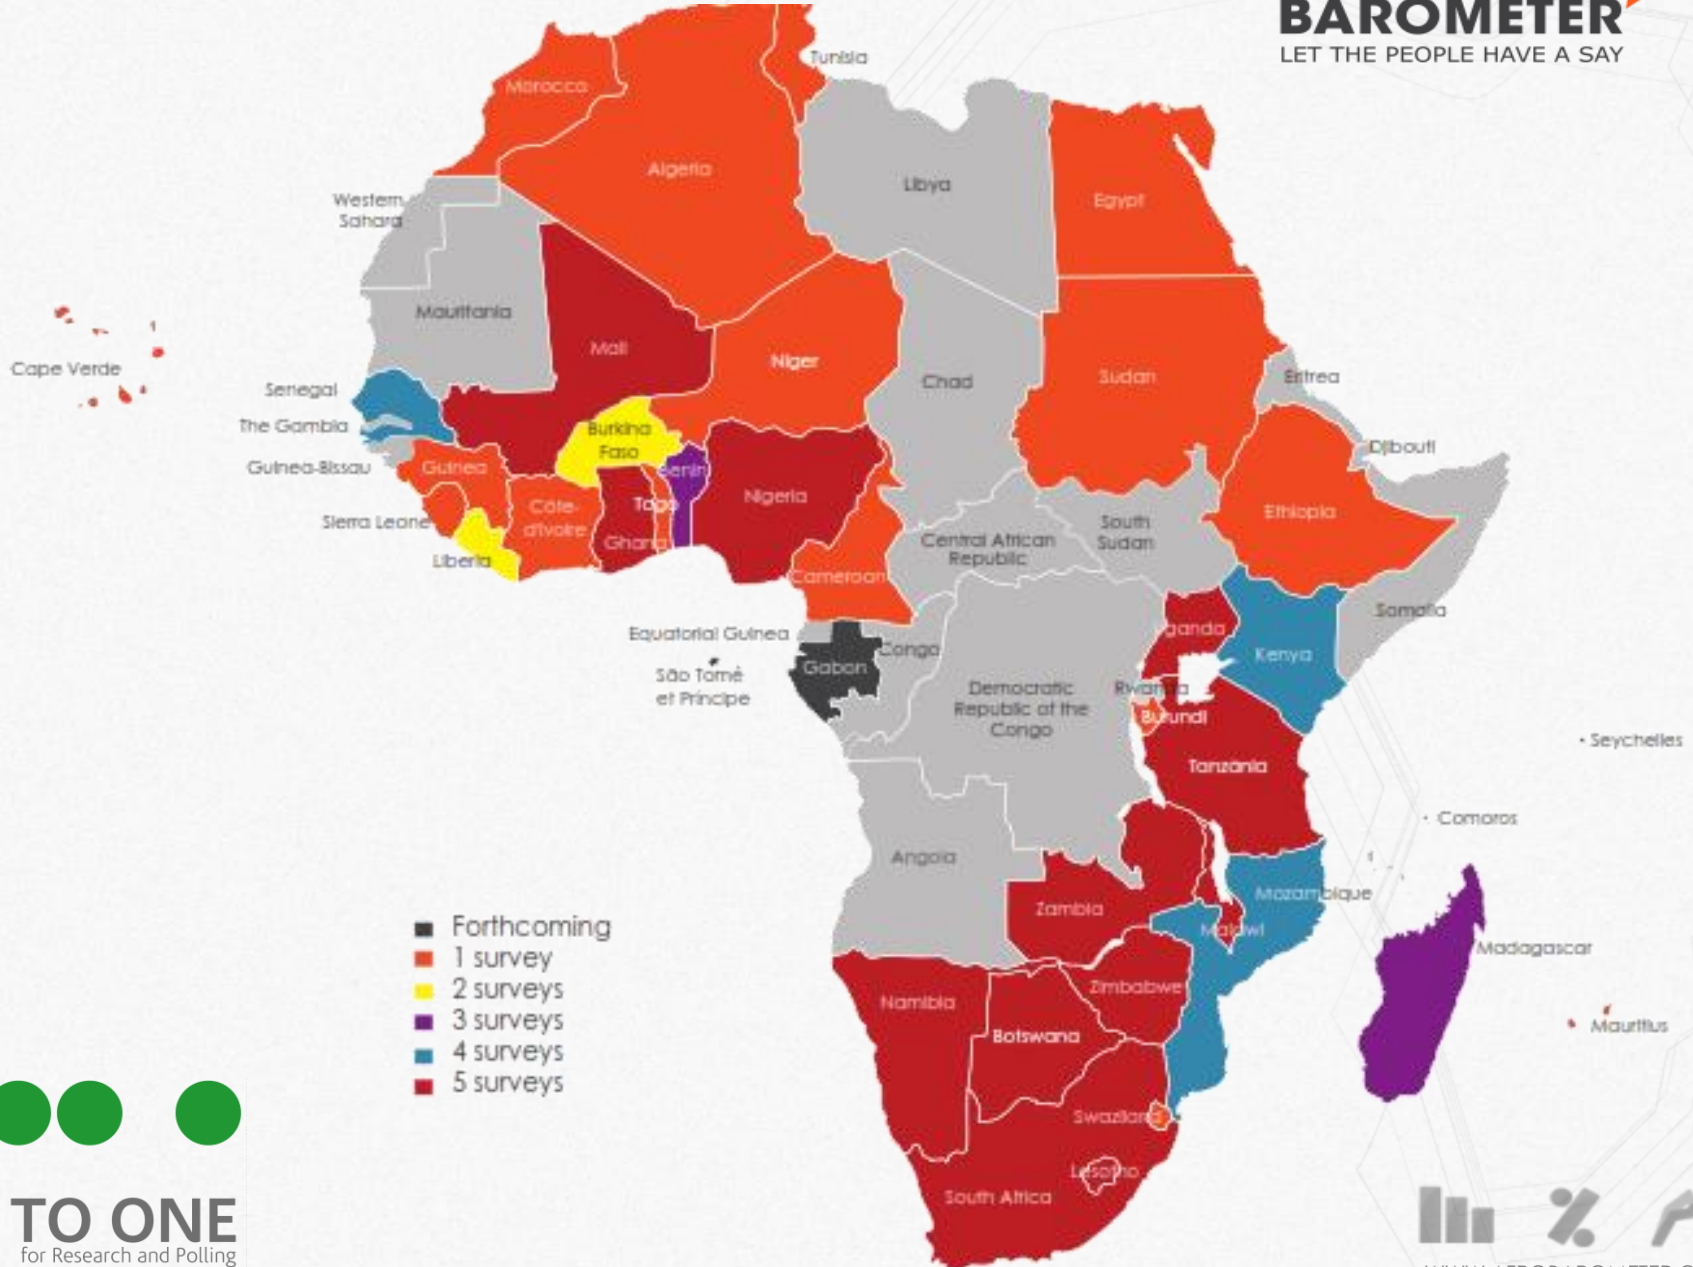 BAROMETER
LET THE PEOPLE HAVE A SAY
Tunisia
Morocco
Algeria
Libya
Egypt
Western
Sahara
Mauritania
Mali
Niger
Chad
Sudan
Eritrea
Cape Verde
Senegal
The Gambia
Guinea-Bissau
Guinea
Sierra Leone
Liberia
Côte-
d'Ivoire
Burkina
Faso
Ghana
Togo
Benin
Nigeria
Cameroon
Central African
Republic
South
Sudan
Ethiopia
Djibouti
Somalia
Equatorial Guinea
São Tomé
et Príncipe
Gabon
Congo
Democratic
Republic of the
Congo
Uganda
Kenya
Rwanda
Burundi
Tanzania
Seychelles
Comoros
Angola
Zambia
Malawi
Mozambique
Madagascar
Mauritius
Namibia
Botswana
Zimbabwe
Swaziland
Lesotho
South Africa
Forthcoming
1 survey
2 surveys
3 surveys
4 surveys
5 surveys
TO ONE
for Research and Polling